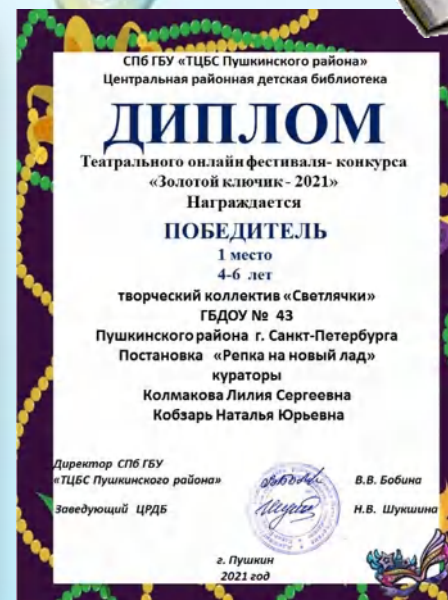 СПб ГБУ «ТЦБС Пушкинского района»
Центральная районная детская библиотека
ДИПЛОМ
Театрального онлайн фестиваля- конкурса
«Золотой ключик - 2021»
Награждается
ПОБЕДИТЕЛЬ
1 место
4-6 лет
творческий коллектив «Светлячки»
ГБДОУ № 43
Пушкинского района г. Санкт-Петербурга
Постановка «Репка на новый лад»
кураторы
Колмакова Лилия Сергеевна
Кобзарь Наталья Юрьевна
Директор СПб ГБУ
«ТЦБС Пушкинского района» В.В. Бобина
Заведующий ЦРДБ Н.В. Шукшина
г. Пушкин
2021 год